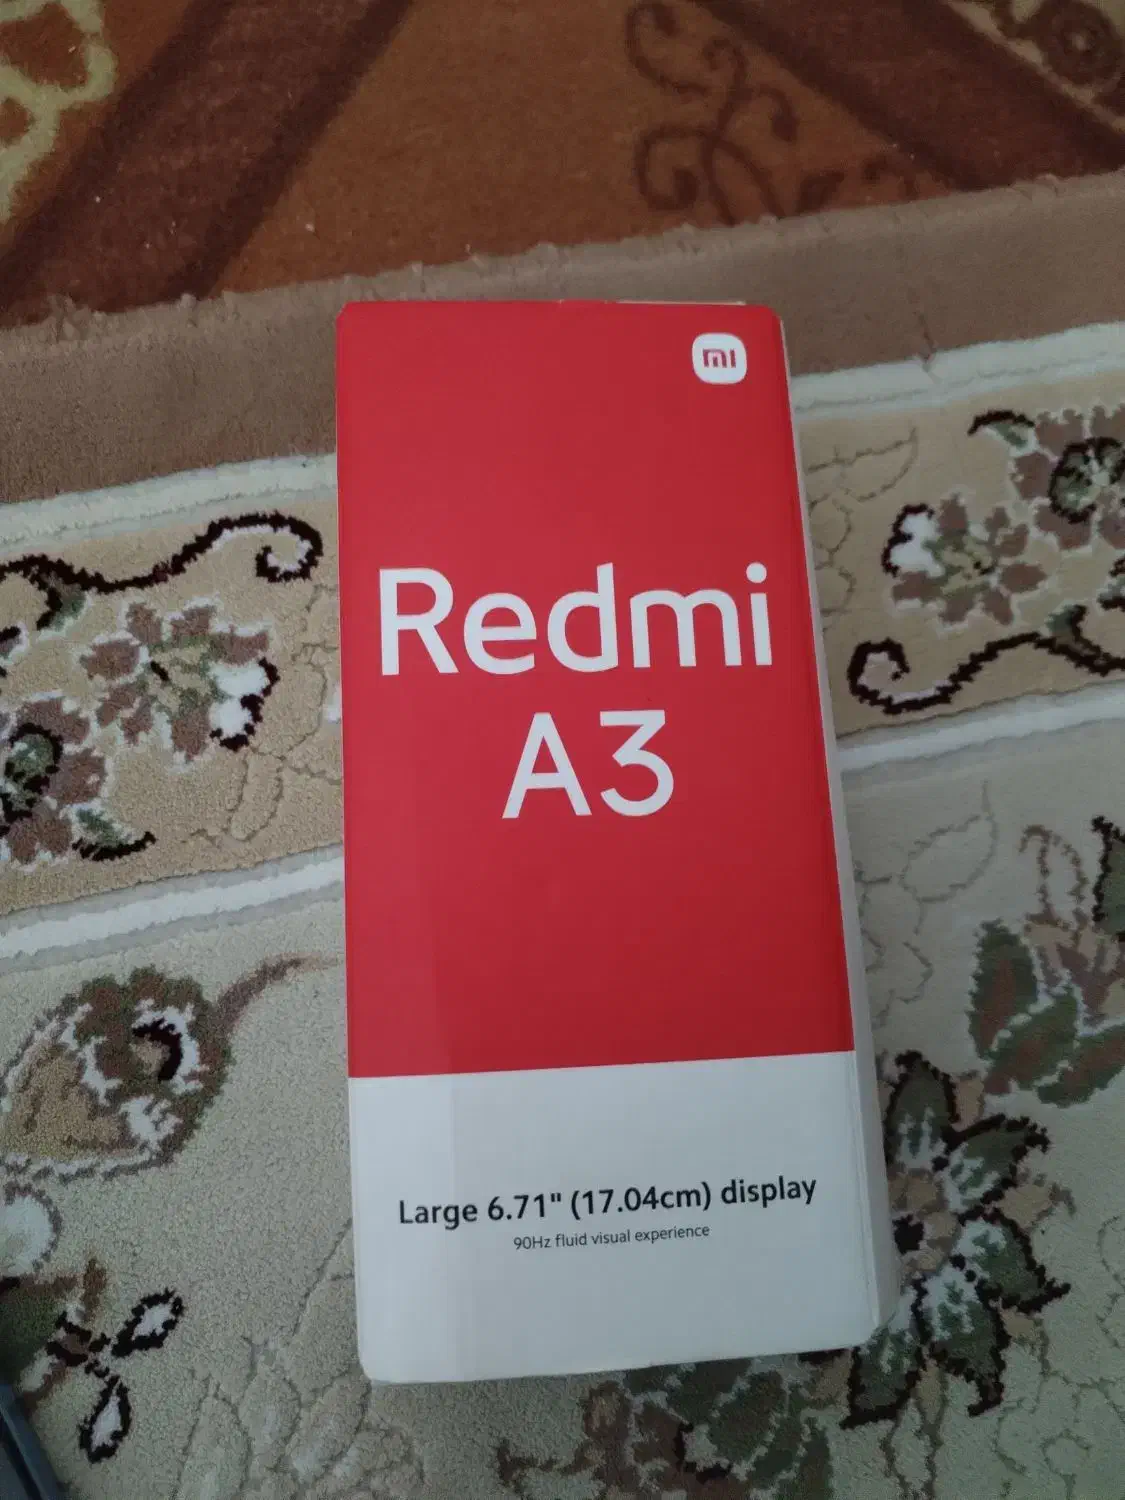 mi
Redmi
A3
Large 6.71" (17.04cm) display
90Hz fluid visual experience